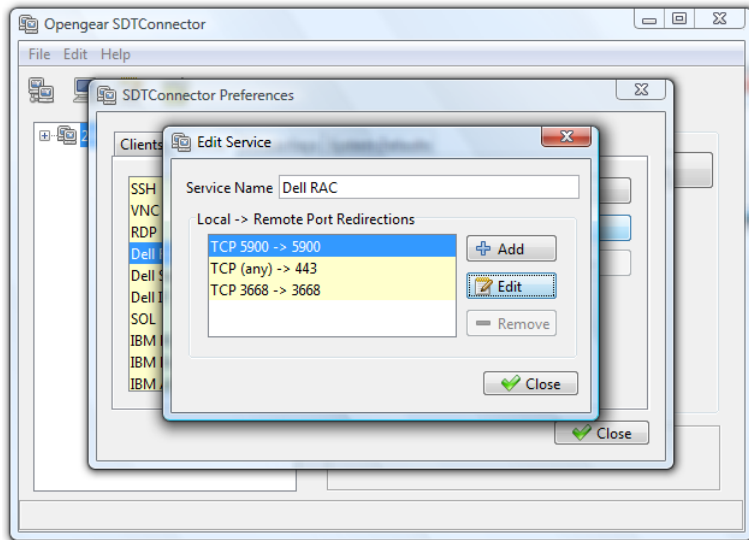 Opengear SDTConnector
File Edit Help
SDTConnector Preferences
Clients
Edit Service
Service Name Dell RAC
Local -> Remote Port Redirections
TCP 5900 -> 5900
TCP (any) -> 443
TCP 3668 -> 3668
Add
Edit
Remove
Close
SSH
VNC
RDP
Dell
Dell
Dell
SOL
IBM
IBM
IBM
Close